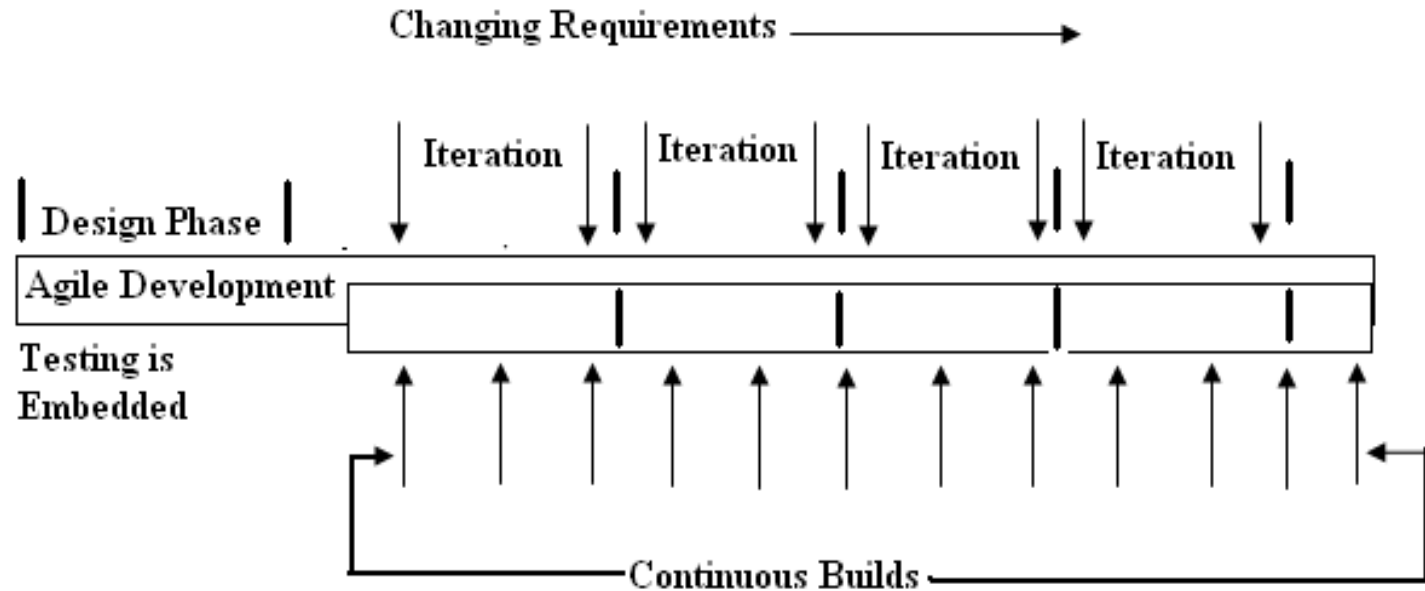 Changing Requirements
Iteration
Iteration
Iteration
Iteration
Design Phase
Agile Development
Testing is
Embedded
Continuous Builds